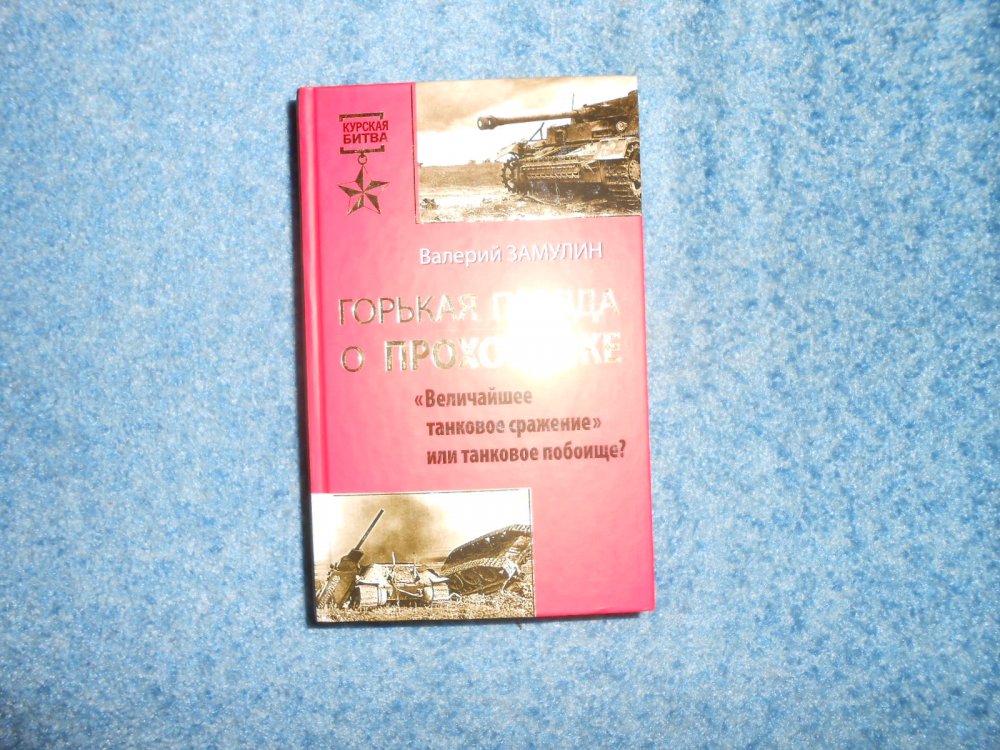 КУРСКАЯ
БИТВА
Валерий ЗАМУЛИН
ГОРЬКАЯ
О
«Величайшее
танковое сражение»
или танковое побоище?